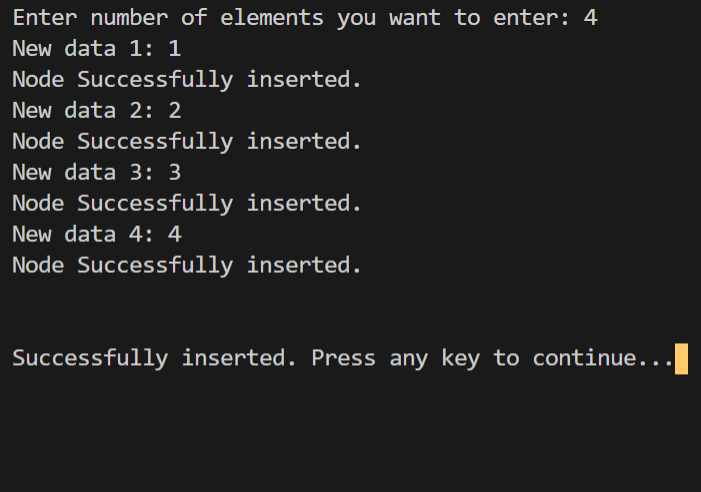 Enter number of elements you want to enter: 4
New data 1: 1
Node Successfully inserted.
New data 2: 2
Node Successfully inserted.
New data 3: 3
Node Successfully inserted.
New data 4: 4
Node Successfully inserted.
Successfully inserted. Press any key to continue...